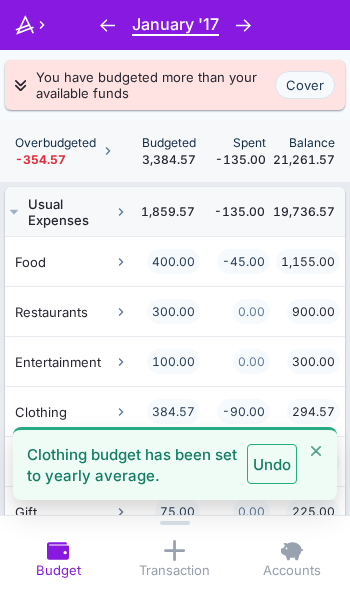 January '17
You have budgeted more than your
available funds
Cover
Overbudgeted Budgeted Spent Balance
-354.57 3,384.57 -135.00 21,261.57
Usual
Expenses 1,859.57 -135.00 19,736.57
Food 400.00 -45.00 1,155.00
Restaurants 300.00 0.00 900.00
Entertainment 100.00 0.00 300.00
Clothing 384.57 -90.00 294.57
Clothing budget has been set
to yearly average.
Undo
Gift 75.00 0.00 225.00
Budget Transaction Accounts